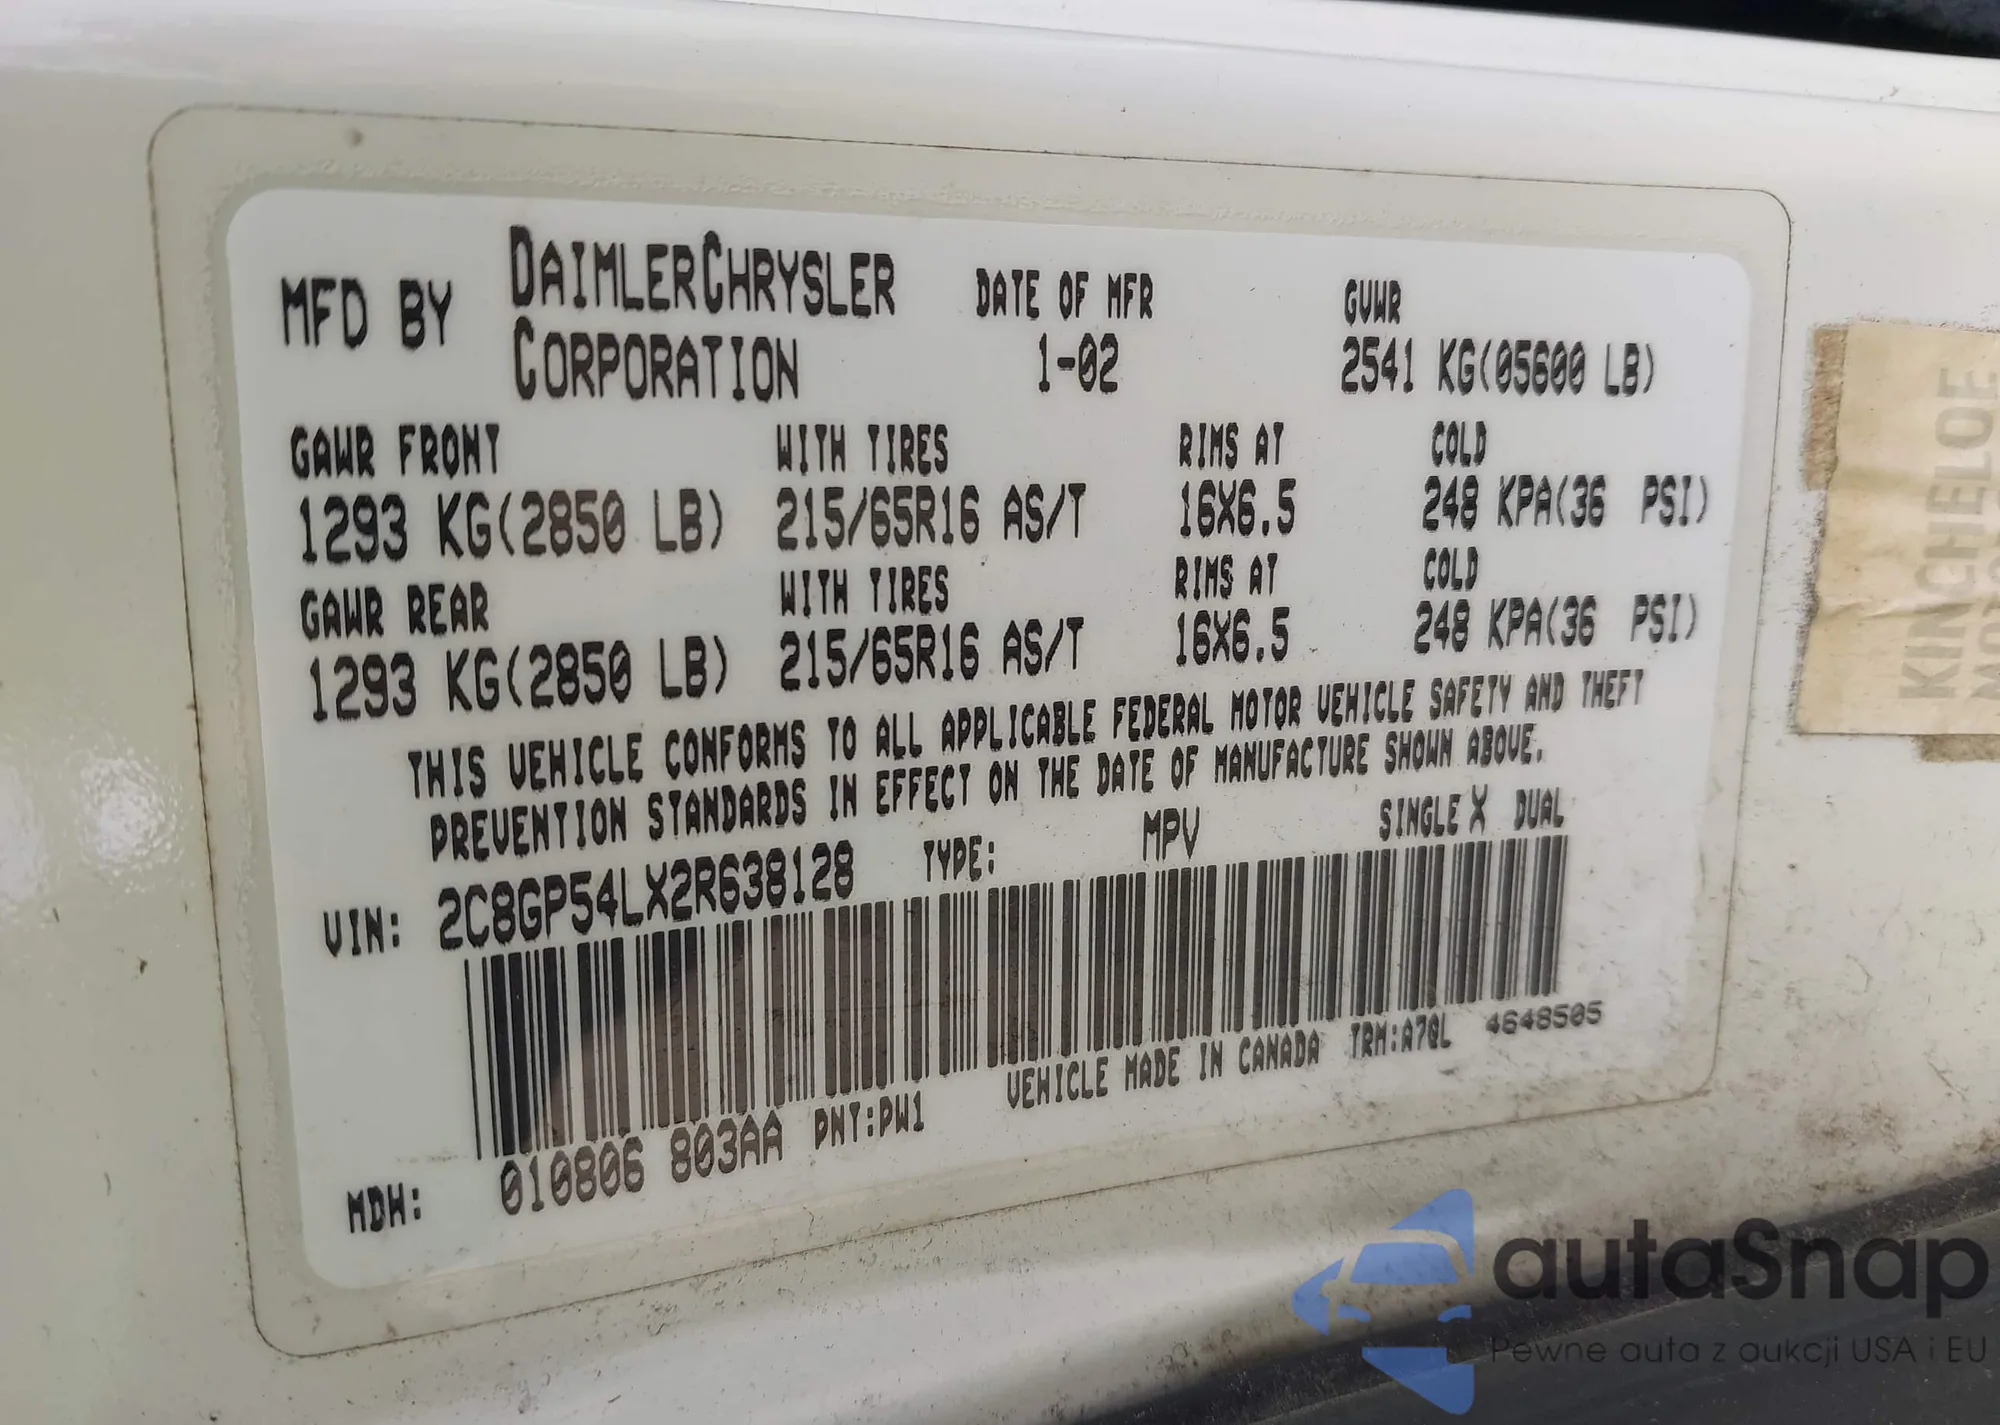 MFD BY DAIMLERCHRYSLER CORPORATION
DATE OF MFR
1-02
GVWR
2541 KG(05600 LB)
GAWR FRONT WITH TIRES RIMS AT COLD
1293 KG(2850 LB) 215/65R16 AS/T 16X6.5 248 KPA(36 PSI)
GAWR REAR WITH TIRES RIMS AT COLD
1293 KG(2850 LB) 215/65R16 AS/T 16X6.5 248 KPA(36 PSI)
THIS VEHICLE CONFORMS TO ALL APPLICABLE FEDERAL MOTOR VEHICLE SAFETY AND THEFT
PREVENTION STANDARDS IN EFFECT ON THE DATE OF MANUFACTURE SHOWN ABOVE.
VIN: 2C8GP54LX2R638128 TYPE: MPV SINGLE X DUAL
VEHICLE MADE IN CANADA TRM:A7QL 4648505
MDH: 010806 803AA PNT:PW1
KINCHELOE
autaSnap
Pewne auta z aukcji USA i EU